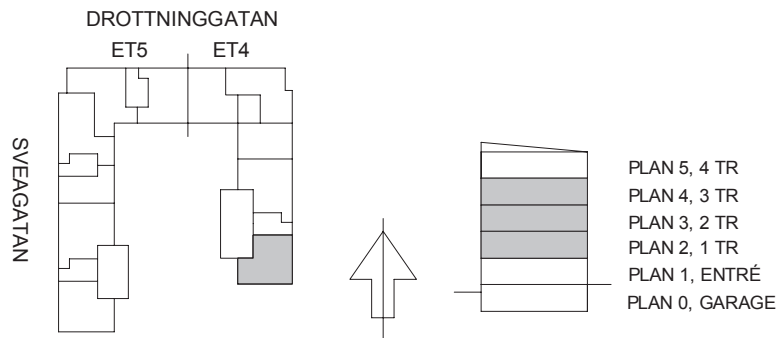 DROTTNINGGATAN
ET5
ET4
SVEAGATAN
PLAN 5, 4 TR
PLAN 4, 3 TR
PLAN 3, 2 TR
PLAN 2, 1 TR
PLAN 1, ENTRÉ
PLAN 0, GARAGE